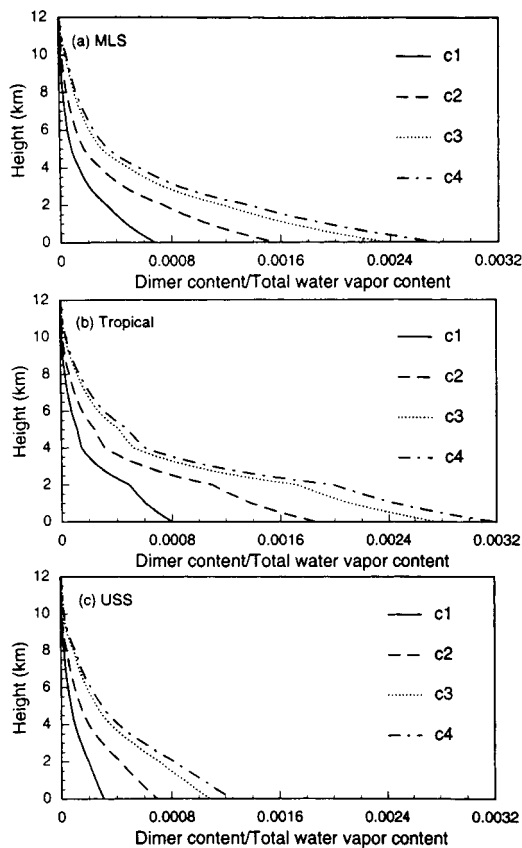 12
(a) MLS
10
c1
8
c2
Height (km)
6
c3
4
c4
2
0
0 0.0008 0.0016 0.0024 0.0032
Dimer content/Total water vapor content
12
(b) Tropical
10
c1
8
c2
Height (km)
6
c3
4
c4
2
0
0 0.0008 0.0016 0.0024 0.0032
Dimer content/Total water vapor content
12
(c) USS
10
c1
8
c2
Height (km)
6
c3
4
c4
2
0
0 0.0008 0.0016 0.0024 0.0032
Dimer content/Total water vapor content